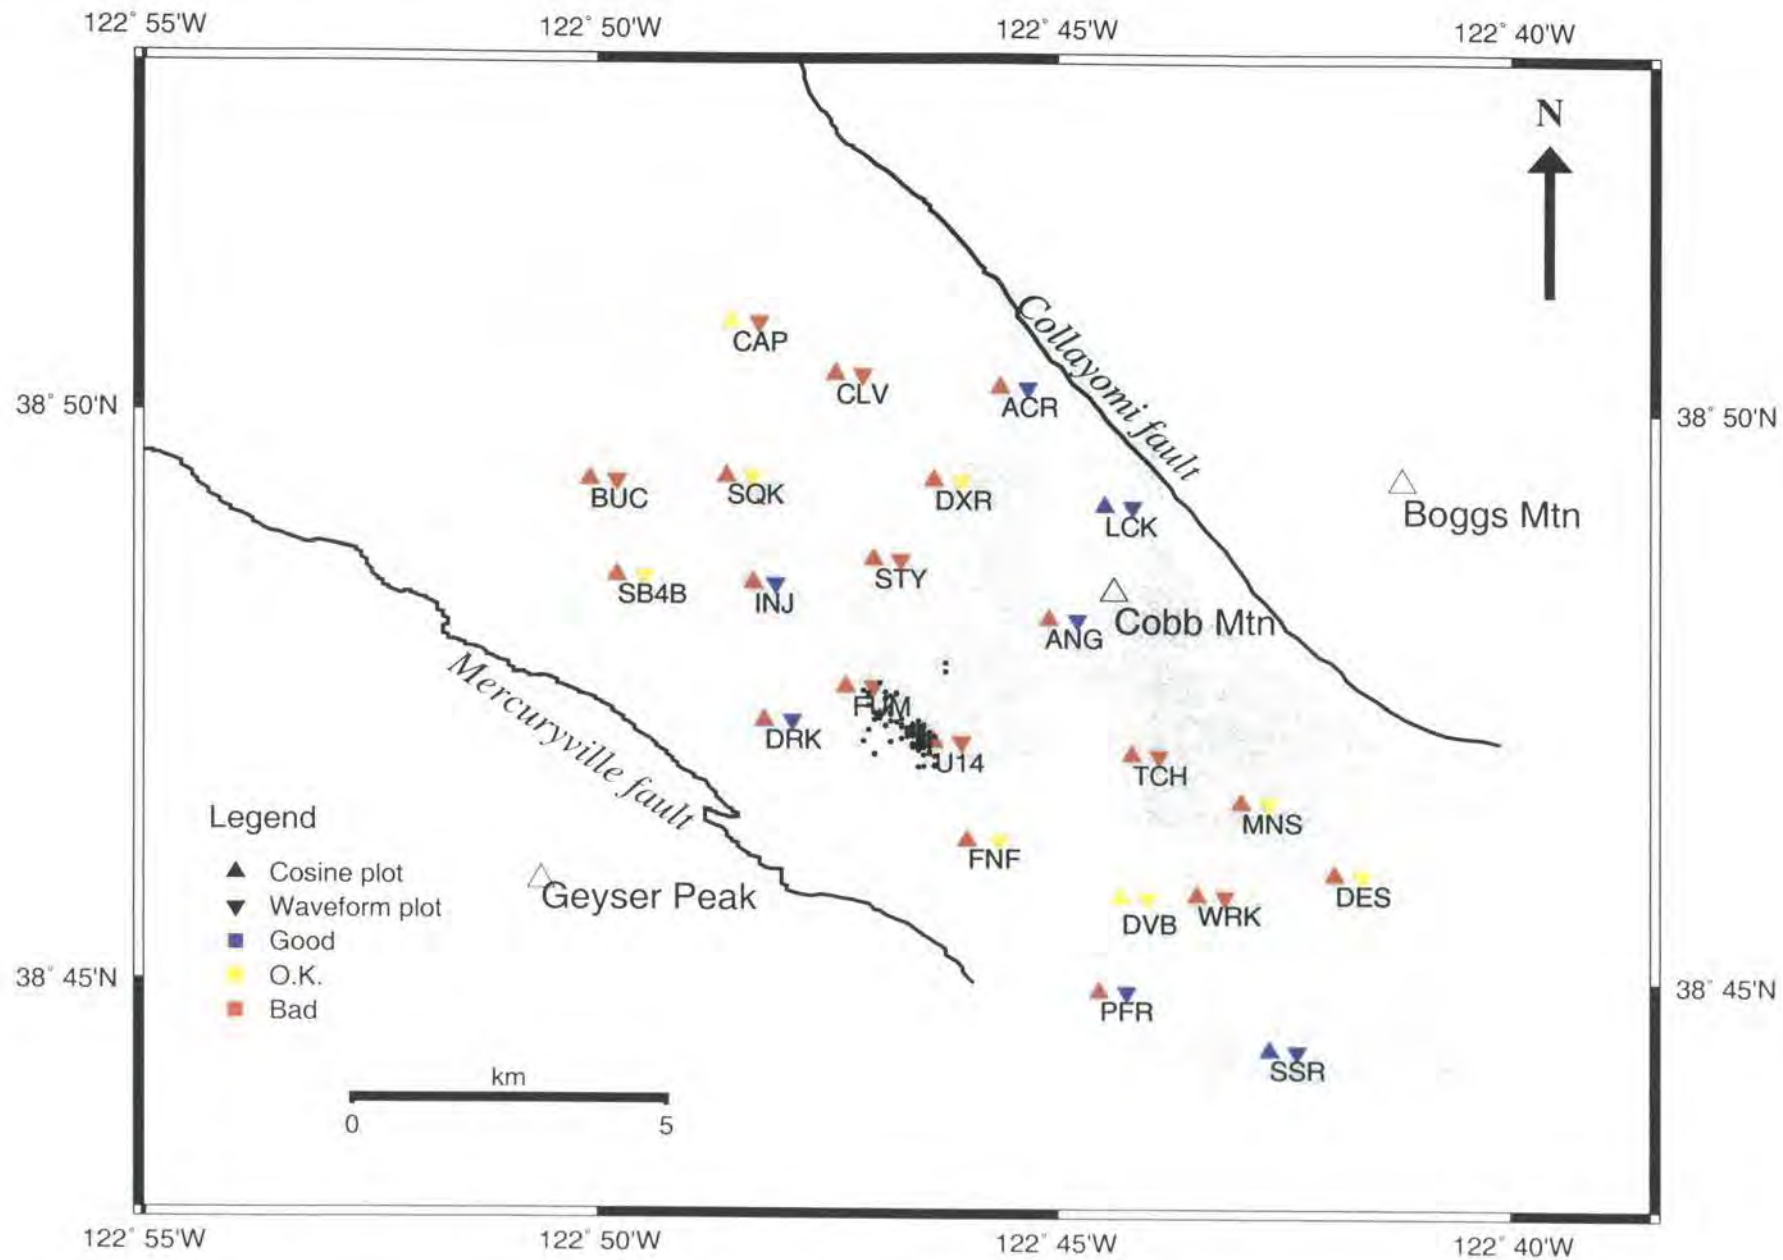 122° 55'W
122° 50'W
122° 45'W
122° 40'W
N
Collayomi fault
CAP
CLV
ACR
38° 50'N
38° 50'N
BUC
SQK
DXR
LCK
Boggs Mtn
SB4B
INJ
STY
ANG
Cobb Mtn
Mercuryville fault
FUM
DRK
U14
TCH
MNS
Legend
FNF
Cosine plot
Geyser Peak
DVB
WRK
DES
Waveform plot
Good
O.K.
38° 45'N
38° 45'N
Bad
PFR
SSR
km
0
5
122° 55'W
122° 50'W
122° 45'W
122° 40'W